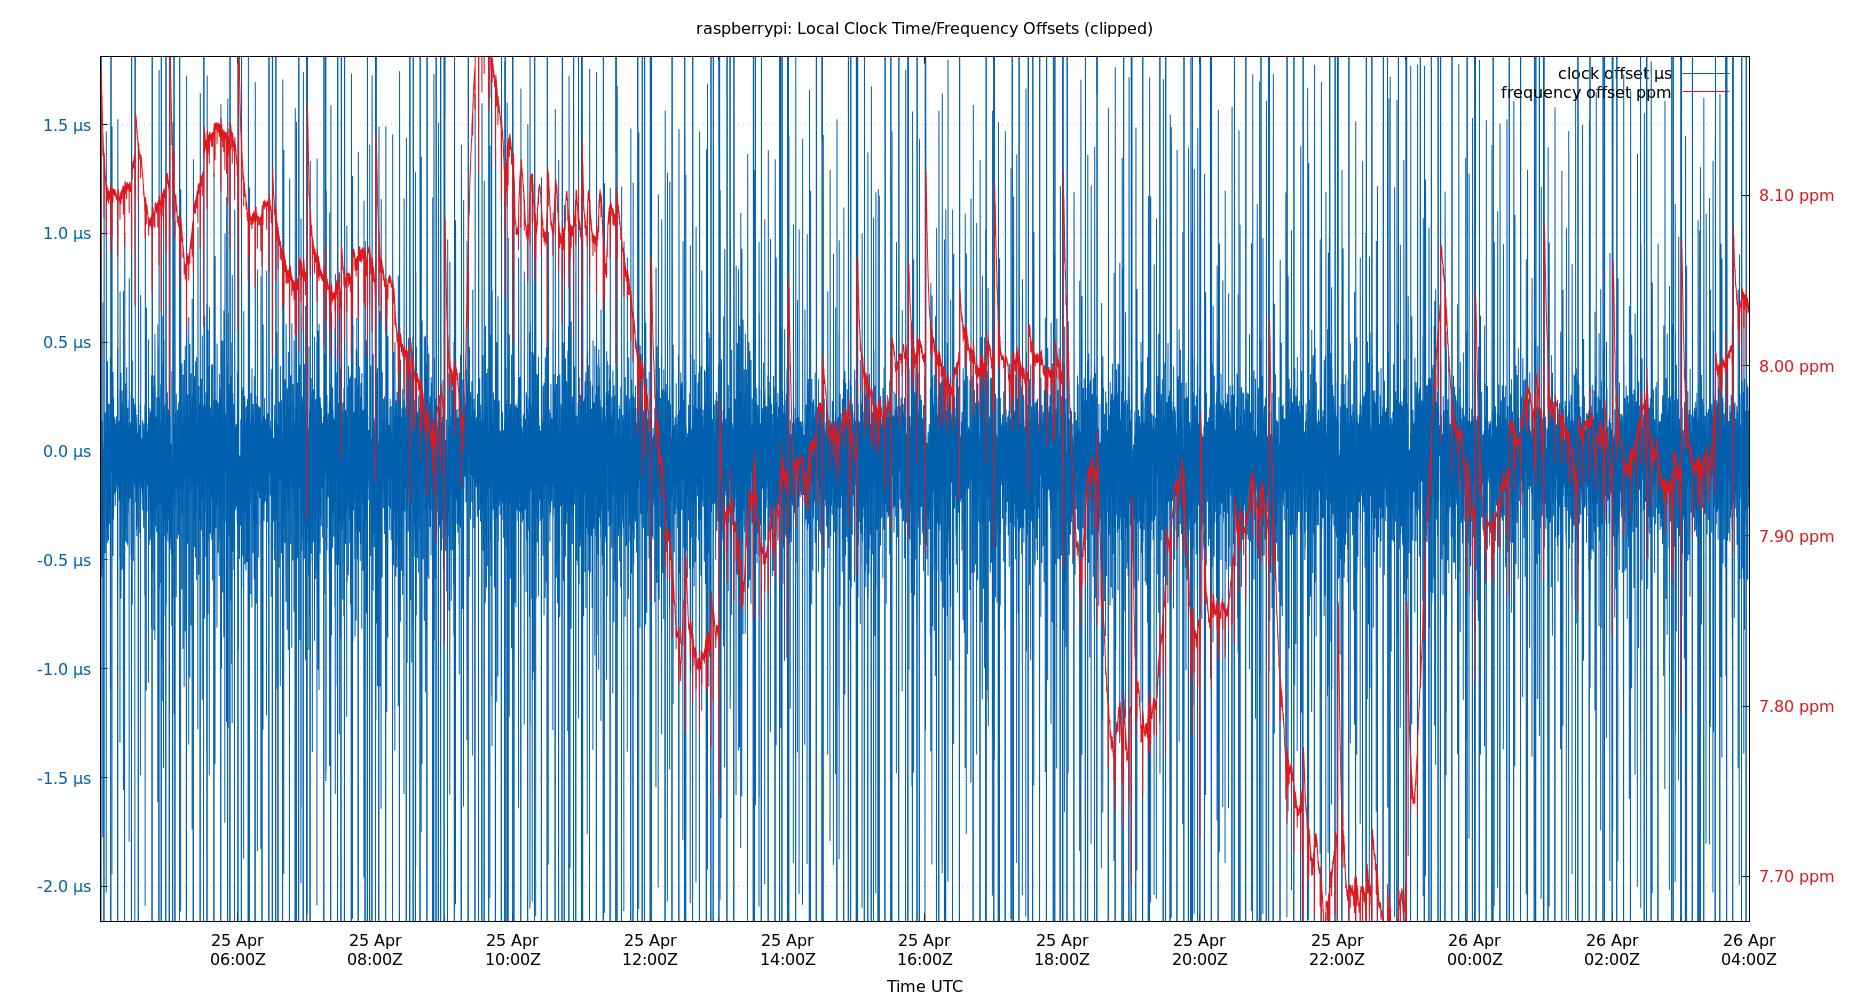 raspberrypi: Local Clock Time/Frequency Offsets (clipped)
clock offset µs
frequency offset ppm
1.5 µs
1.0 µs
0.5 µs
0.0 µs
-0.5 µs
-1.0 µs
-1.5 µs
-2.0 µs
8.10 ppm
8.00 ppm
7.90 ppm
7.80 ppm
7.70 ppm
25 Apr 25 Apr 25 Apr 25 Apr 25 Apr 25 Apr 25 Apr 25 Apr 25 Apr 26 Apr 26 Apr 26 Apr
06:00Z 08:00Z 10:00Z 12:00Z 14:00Z 16:00Z 18:00Z 20:00Z 22:00Z 00:00Z 02:00Z 04:00Z
Time UTC